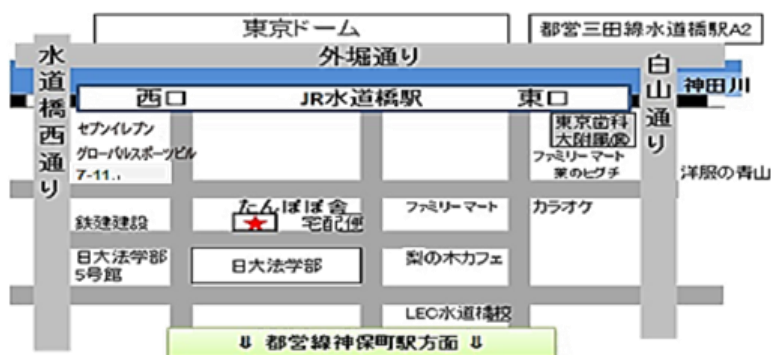 東京ドーム
都営三田線水道橋駅A2
外堀通り
水道橋西通り
白山通り
神田川
西口
JR水道橋駅
東口
セブンイレブン
グローバルスポーツビル
7-11.
東京歯科
大附属㊩
ファミリーマート
薬のヒグチ
洋服の青山
鉄建建設
たんぽぽ舎
宅配便
ファミリーマート
カラオケ
日大法学部
5号館
日大法学部
梨の木カフェ
LEC水道橋校
⇓ 都営線神保町駅方面 ⇓